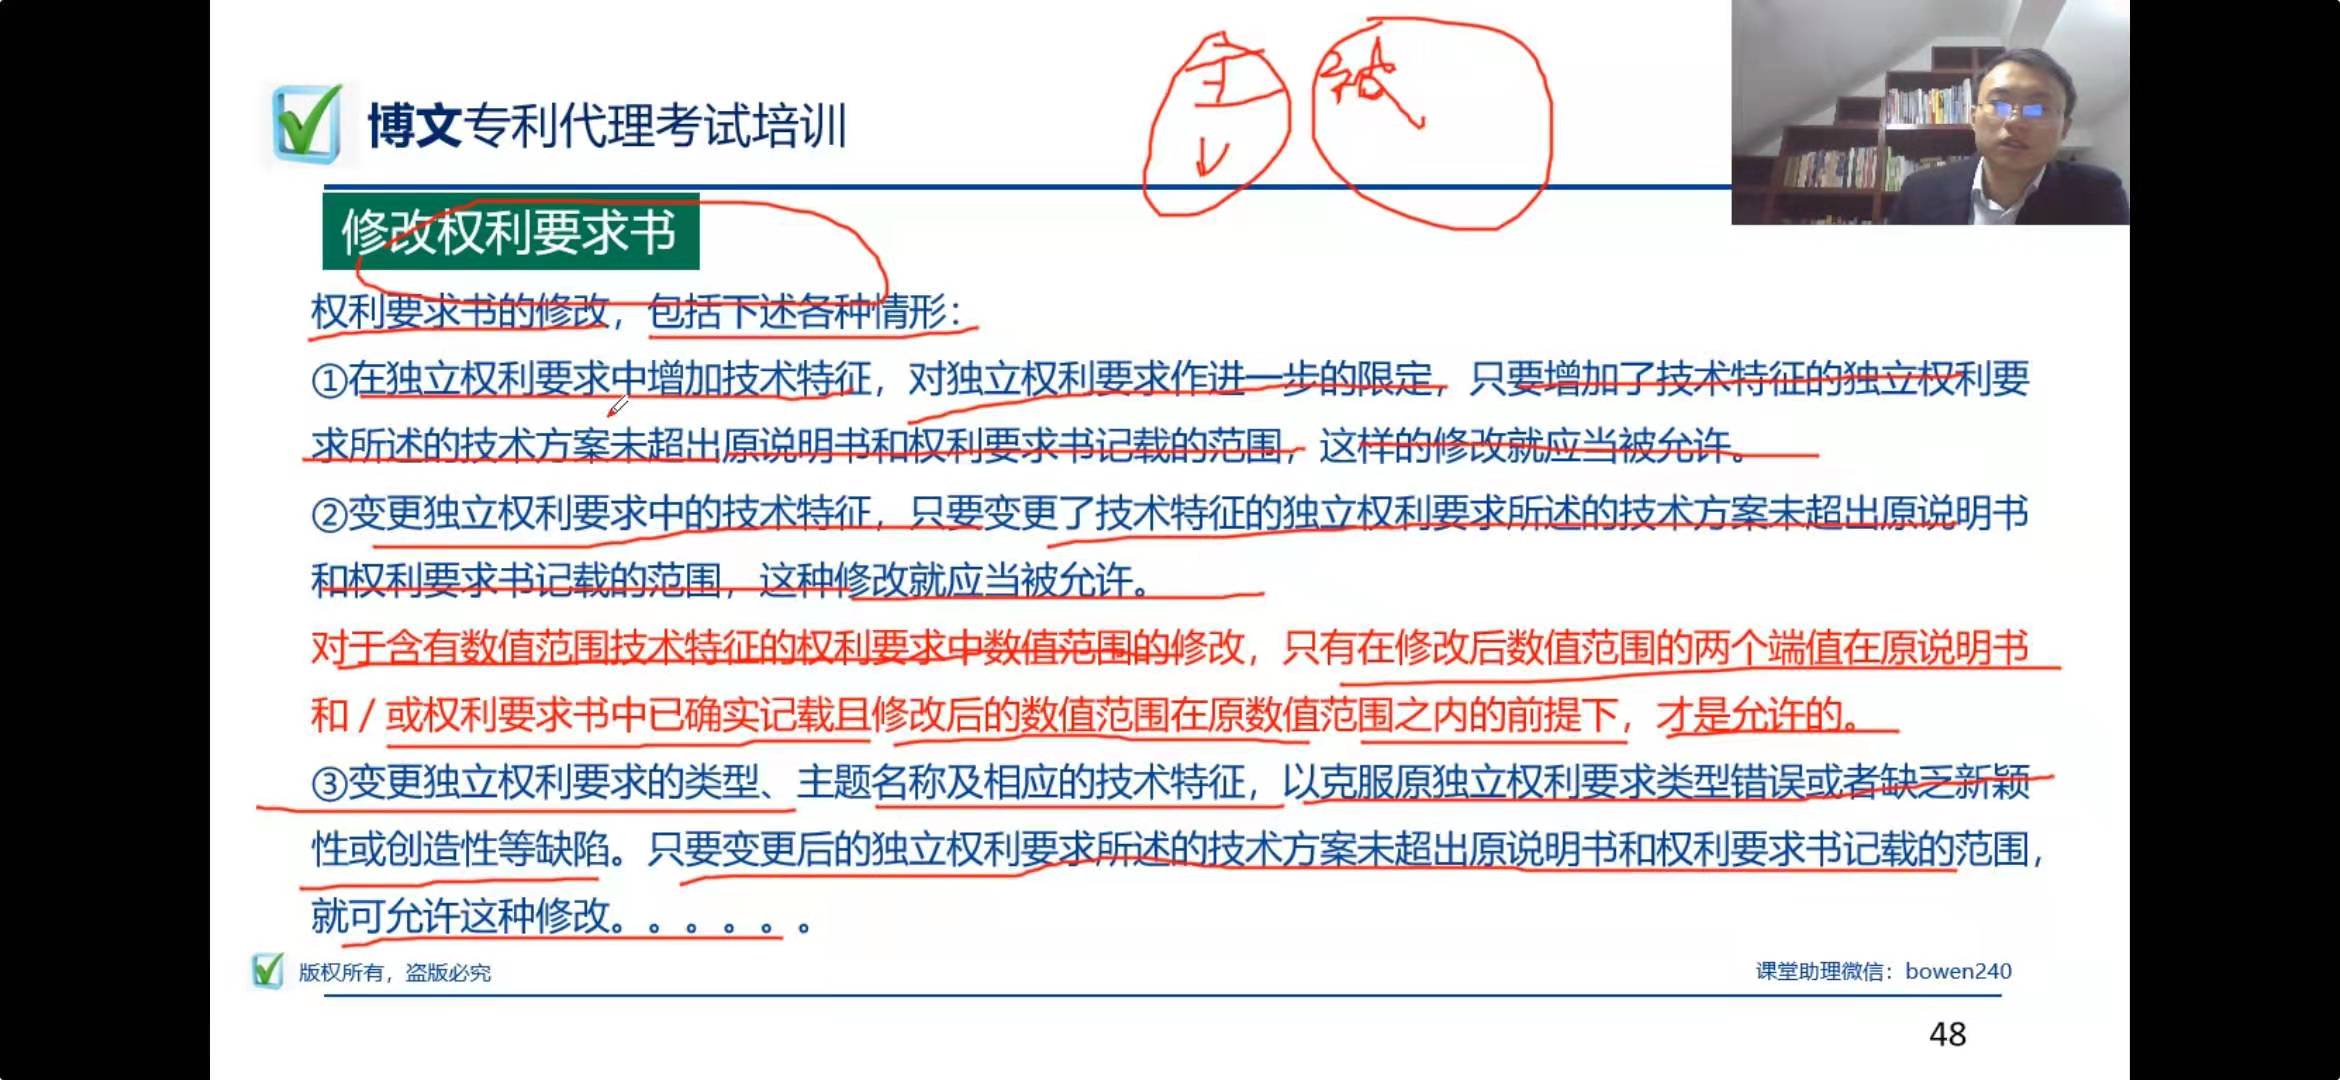 主 被
博文专利代理考试培训
修改权利要求书
权利要求书的修改，包括下述各种情形：
①在独立权利要求中增加技术特征，对独立权利要求作进一步的限定，只要增加了技术特征的独立权利要
求所述的技术方案未超出原说明书和权利要求书记载的范围，这样的修改就应当被允许。
②变更独立权利要求中的技术特征，只要变更了技术特征的独立权利要求所述的技术方案未超出原说明书
和权利要求书记载的范围，这种修改就应当被允许。
对于含有数值范围技术特征的权利要求中数值范围的修改，只有在修改后数值范围的两个端值在原说明书
和／或权利要求书中已确实记载且修改后的数值范围在原数值范围之内的前提下，才是允许的。
③变更独立权利要求的类型、主题名称及相应的技术特征，以克服原独立权利要求类型错误或者缺乏新颖
性或创造性等缺陷。只要变更后的独立权利要求所述的技术方案未超出原说明书和权利要求书记载的范围，
就可允许这种修改。。。。。。
版权所有，盗版必究 课堂助理微信：bowen240
48